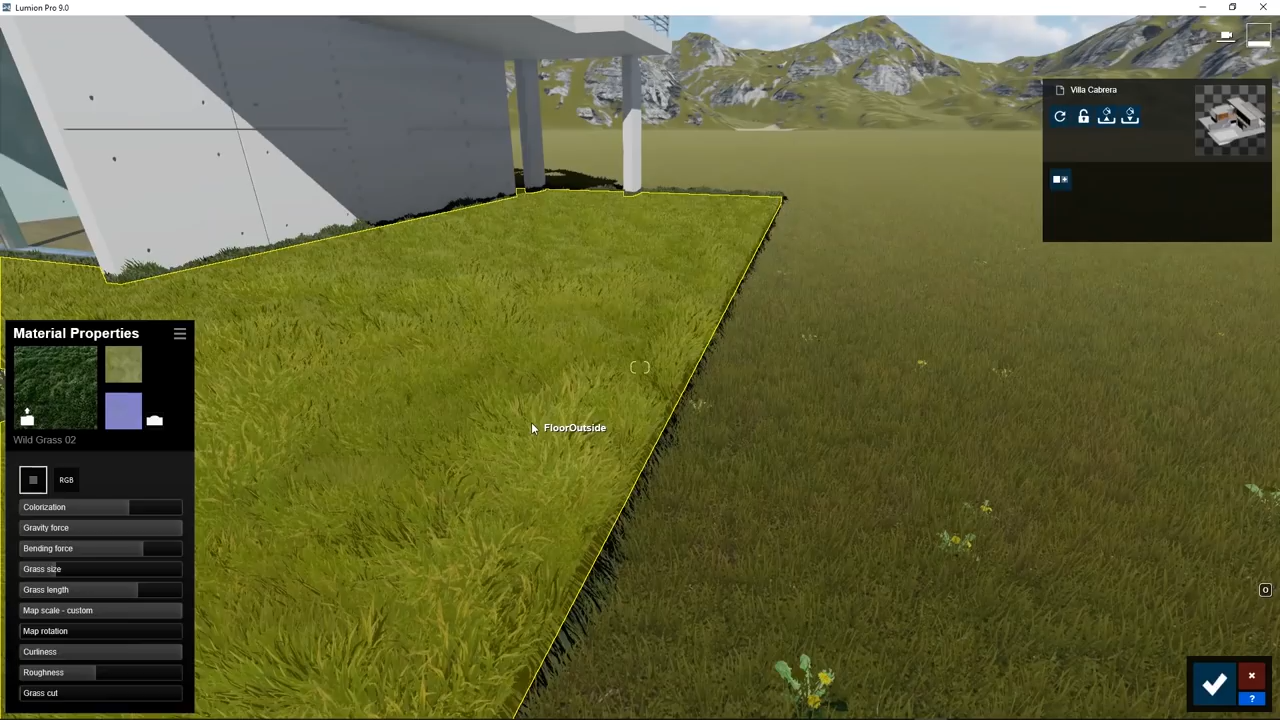 Lumion Pro 9.0
Villa Cabrera
Material Properties
Wild Grass 02
RGB
Colorization
Gravity force
Bending force
Grass size
Grass length
Map scale - custom
Map rotation
Curliness
Roughness
Grass cut
FloorOutside
O
?